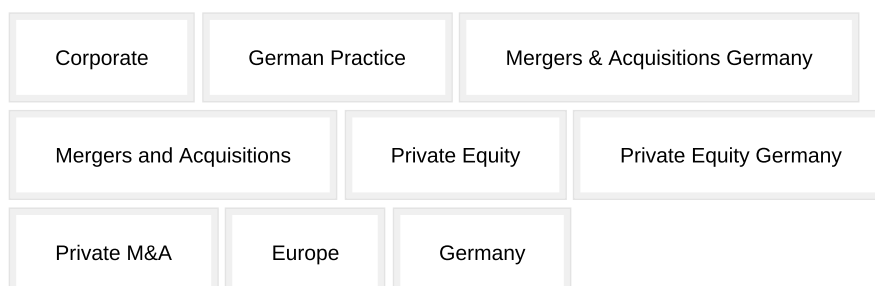 Corporate German Practice Mergers & Acquisitions Germany
Mergers and Acquisitions Private Equity Private Equity Germany
Private M&A Europe Germany